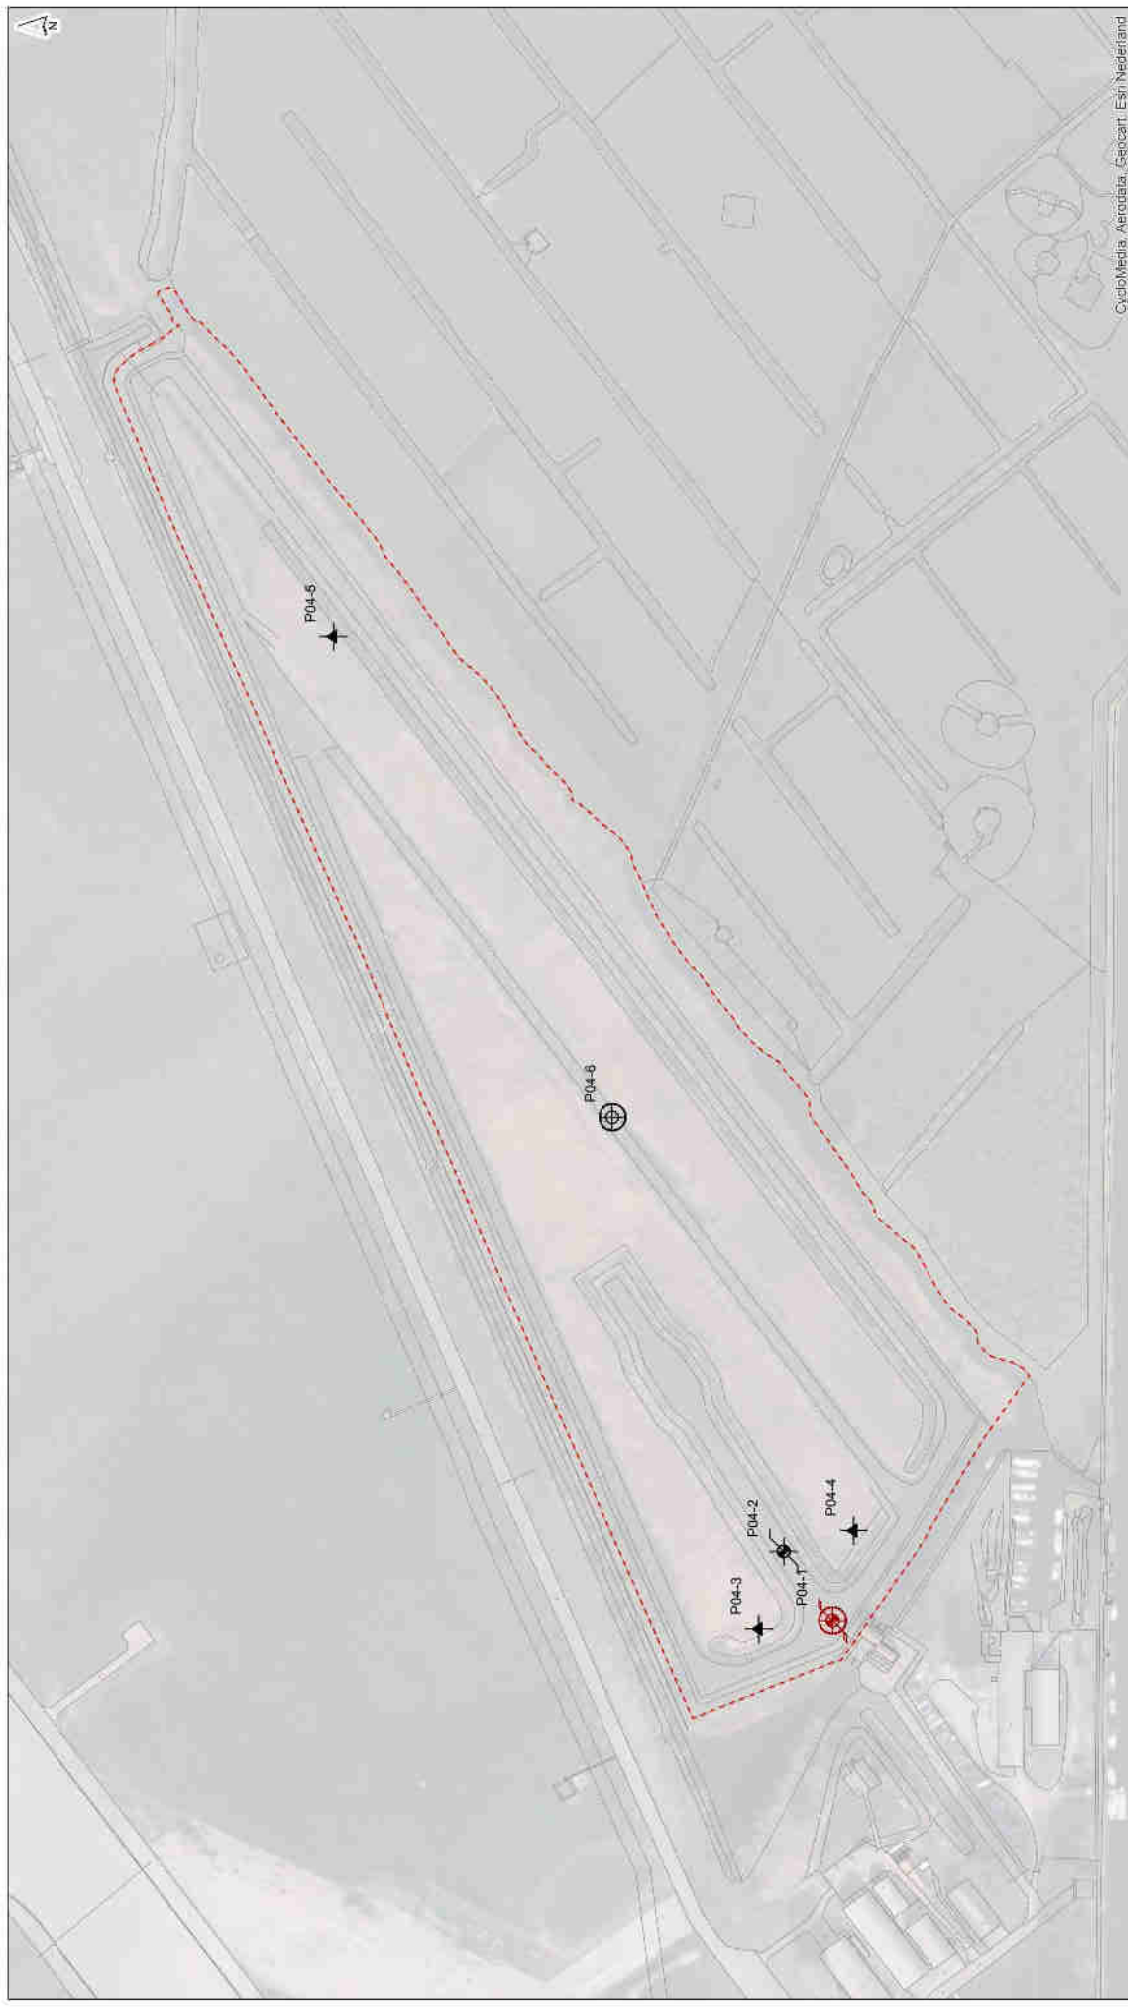 N
P04-5
P04-6
P04-2
P04-4
P04-3
P04-1
CycloMedia, Aerodata, Geocart, Esri Nederland